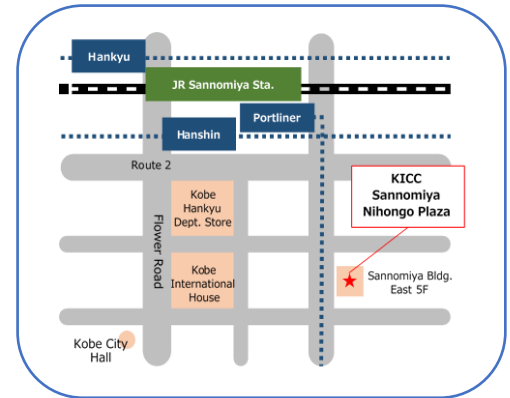 Hankyu
JR Sannomiya Sta.
Portliner
Hanshin
Route 2
KICC
Sannomiya
Nihongo Plaza
Kobe
Hankyu
Dept. Store
Flower Road
Kobe
International
House
Sannomiya Bldg.
East 5F
Kobe City
Hall